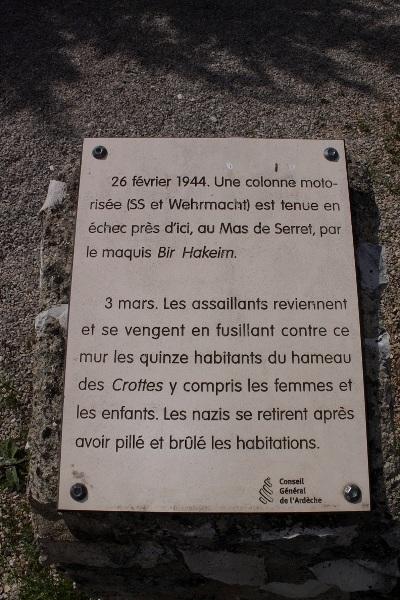 26 février 1944. Une colonne moto-
risée (SS et Wehrmacht) est tenue en
échec près d'ici, au Mas de Serret, par
le maquis Bir Hakeim.
3 mars. Les assaillants reviennent
et se vengent en fusillant contre ce
mur les quinze habitants du hameau
des Crottes y compris les femmes et
les enfants. Les nazis se retirent après
avoir pillé et brûlé les habitations.
Conseil
Général
de l'Ardèche